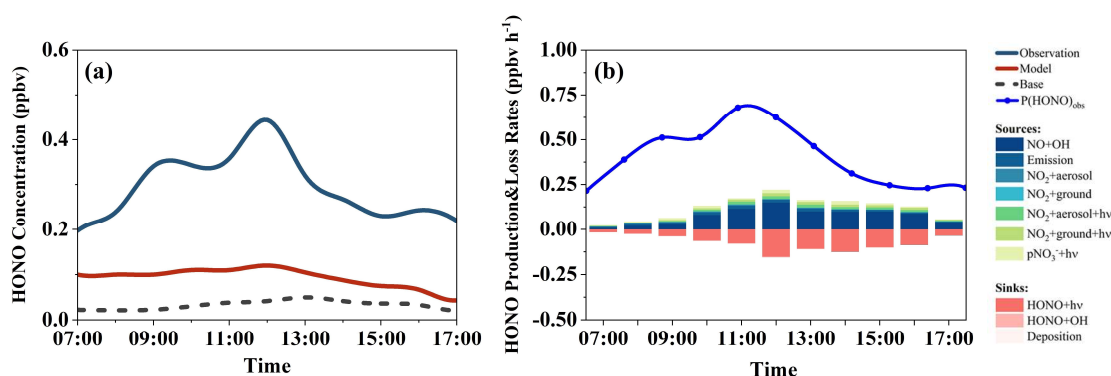 (a)
HONO Concentration (ppbv)
0.6
0.4
0.2
0.0
07:00 09:00 11:00 13:00 15:00 17:00
Time
(b)
HONO Production&Loss Rates (ppbv h⁻¹)
1.00
0.75
0.50
0.25
0.00
-0.25
-0.50
07:00 09:00 11:00 13:00 15:00 17:00
Time
Observation
Model
Base
P(HONO)obs
Sources:
NO+OH
Emission
NO₂+aerosol
NO₂+ground
NO₂+aerosol+hν
NO₂+ground+hν
pNO₃⁻+hν
Sinks:
HONO+hν
HONO+OH
Deposition